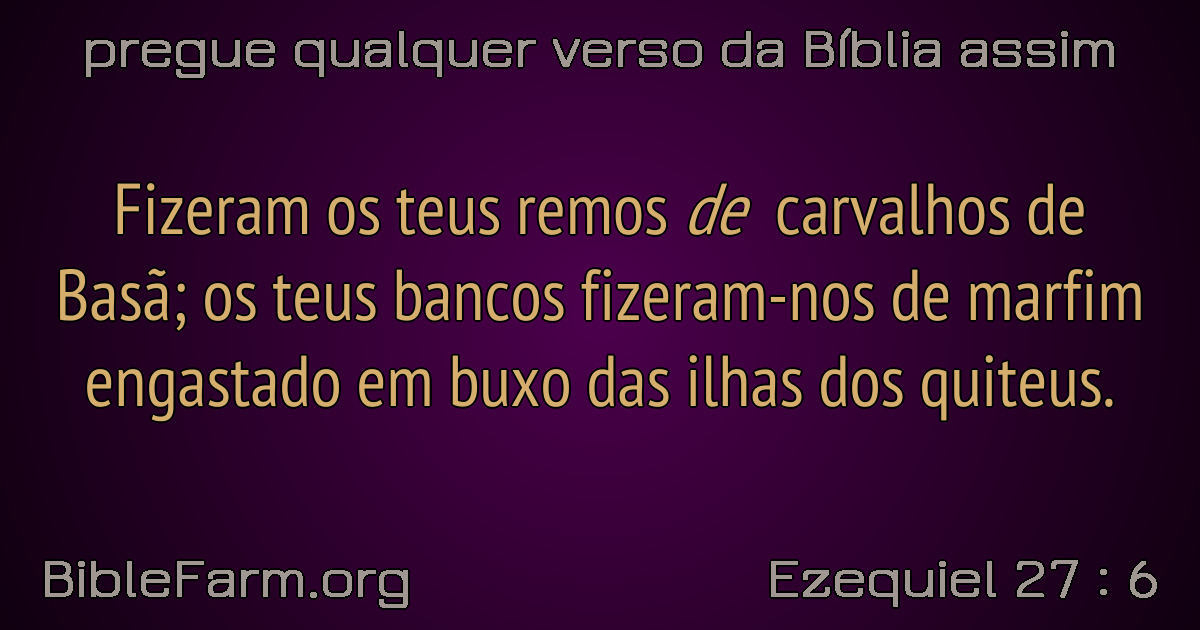 pregue qualquer verso da Bíblia assim
Fizeram os teus remos de carvalhos de
Basã; os teus bancos fizeram-nos de marfim
engastado em buxo das ilhas dos quiteus.
BibleFarm.org
Ezequiel 27 : 6